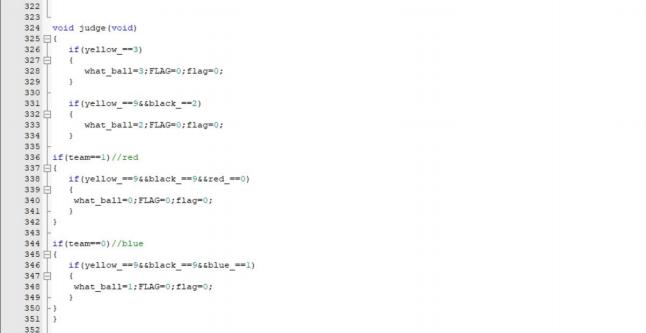 322
323
324 void judge(void)
325 {
326 if(yellow_==3)
327 {
328 what_ball=3;FLAG=0;flag=0;
329 }
330
331 if(yellow_==9&&black_==2)
332 {
333 what_ball=2;FLAG=0;flag=0;
334 }
335
336 if(team==1)//red
337 {
338 if(yellow_==9&&black_==9&&red_==0)
339 {
340 what_ball=0;FLAG=0;flag=0;
341 }
342 }
343
344 if(team==0)//blue
345 {
346 if(yellow_==9&&black_==9&&blue_==1)
347 {
348 what_ball=1;FLAG=0;flag=0;
349 }
350 }
351 }
352